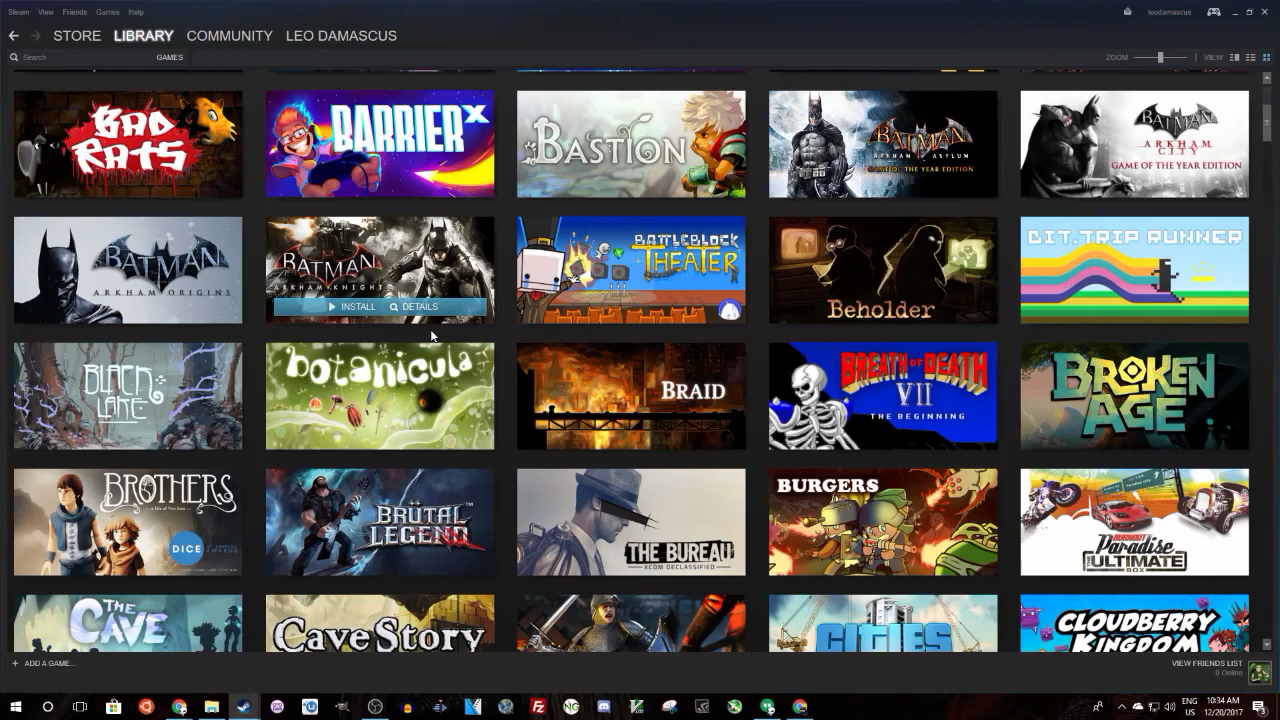 Steam View Friends Games Help
leodamascus
STORE LIBRARY COMMUNITY LEO DAMASCUS
Search
GAMES
ZOOM
VIEW
BAD
RATS
BARRIER X
BASTION
BATMAN
ARKHAM ASYLUM
GAME OF THE YEAR EDITION
BATMAN
ARKHAM
CITY
GAME OF THE YEAR EDITION
BATMAN
ARKHAM ORIGINS
BATMAN
ARKHAM KNIGHT
INSTALL DETAILS
BATTLEBLOCK
THEATER
Beholder
BIT.TRIP RUNNER
BLACK
LAKE
botanicula
BRAID
BREATH OF DEATH
VII
THE BEGINNING
BROKEN
AGE
BROTHERS
a Tale of Two Sons
DICE
AWARDS
BRÜTAL
LEGEND™
THE BUREAU
XCOM DECLASSIFIED
BURGERS
BURNOUT
Paradise
THE ULTIMATE
BOX
THE
CAVE
Cave Story
CITIES
CLOUDBERRY
KINGDOM
+ ADD A GAME...
VIEW FRIENDS LIST
0 Online
ENG
US
10:34 AM
12/20/2017